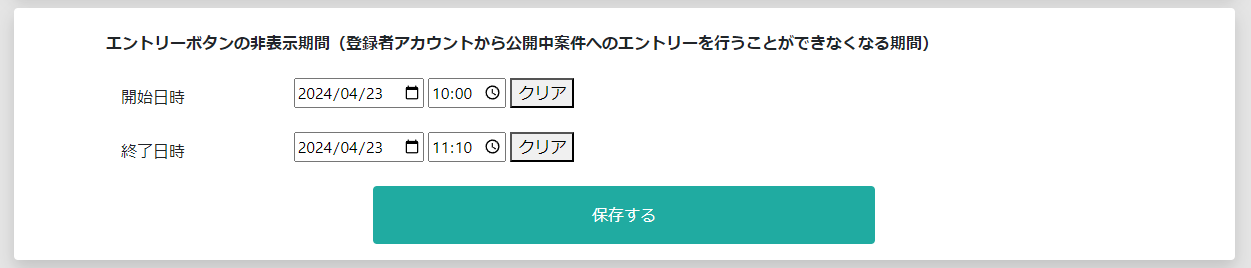 エントリーボタンの非表示期間（登録者アカウントから公開中案件へのエントリーを行うことができなくなる期間）
開始日時 2024/04/23 10:00 クリア
終了日時 2024/04/23 11:10 クリア
保存する